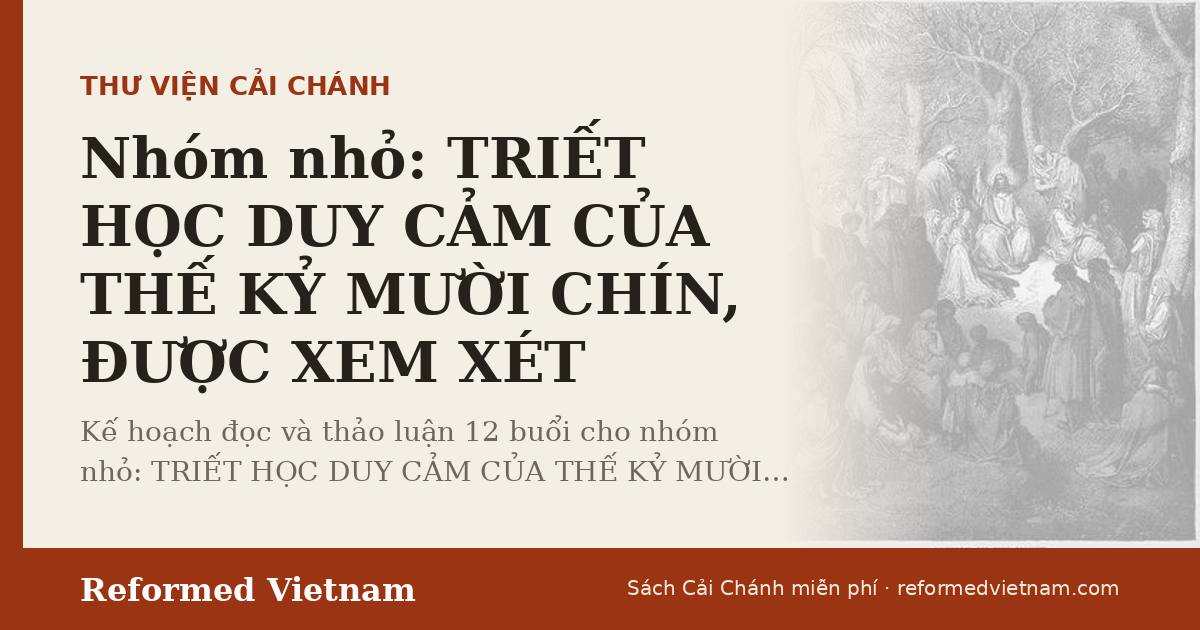 THƯ VIỆN CẢI CHÁNH
Nhóm nhỏ: TRIẾT
HỌC DUY CẢM CỦA
THẾ KỶ MƯỜI CHÍN,
ĐƯỢC XEM XÉT
Kế hoạch đọc và thảo luận 12 buổi cho nhóm
nhỏ: TRIẾT HỌC DUY CẢM CỦA THẾ KỶ MƯỜI...
Reformed Vietnam
Sách Cải Chánh miễn phí · reformedvietnam.com